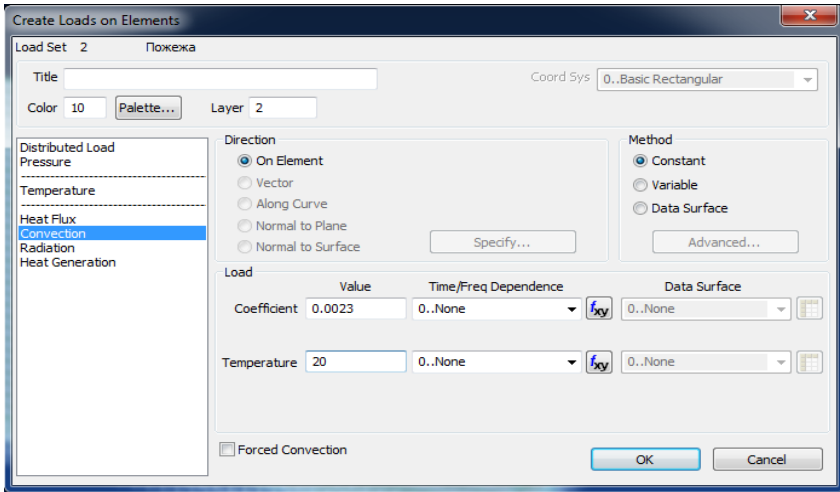 Create Loads on Elements
Load Set 2 Пожежа
Title
Coord Sys 0..Basic Rectangular
Color 10 Palette... Layer 2
Distributed Load
Pressure
Temperature
Heat Flux
Convection
Radiation
Heat Generation
Direction
On Element
Vector
Along Curve
Normal to Plane
Normal to Surface
Specify...
Method
Constant
Variable
Data Surface
Advanced...
Load
Value Time/Freq Dependence Data Surface
Coefficient 0.0023 0..None fxy 0..None
Temperature 20 0..None fxy 0..None
Forced Convection
OK Cancel